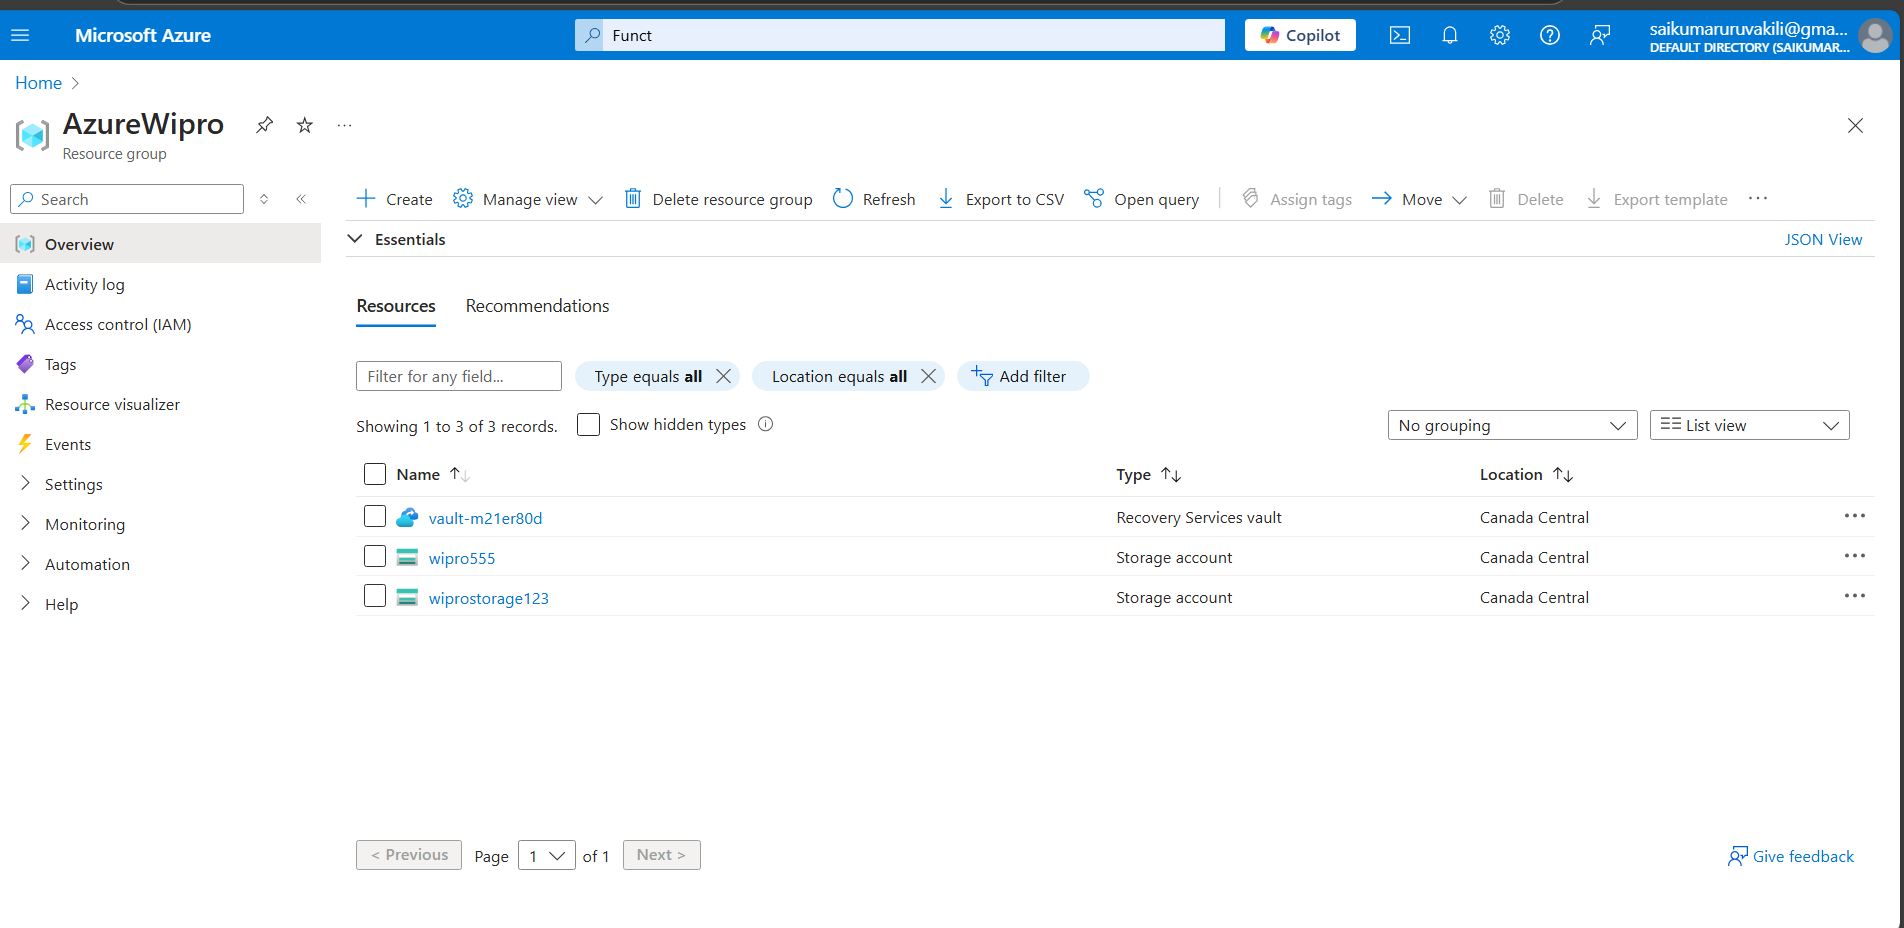 Microsoft Azure
Funct
Copilot
saikumaruruvakili@gma...
DEFAULT DIRECTORY (SAIKUMAR...
Home
AzureWipro
Resource group
Search
Create
Manage view
Delete resource group
Refresh
Export to CSV
Open query
Assign tags
Move
Delete
Export template
Overview
Activity log
Access control (IAM)
Tags
Resource visualizer
Events
Settings
Monitoring
Automation
Help
Essentials
JSON View
Resources Recommendations
Filter for any field...
Type equals all
Location equals all
Add filter
Showing 1 to 3 of 3 records.
Show hidden types
No grouping
List view
Name Type Location
vault-m21er80d Recovery Services vault Canada Central
wipro555 Storage account Canada Central
wiprostorage123 Storage account Canada Central
< Previous Page 1 of 1 Next >
Give feedback